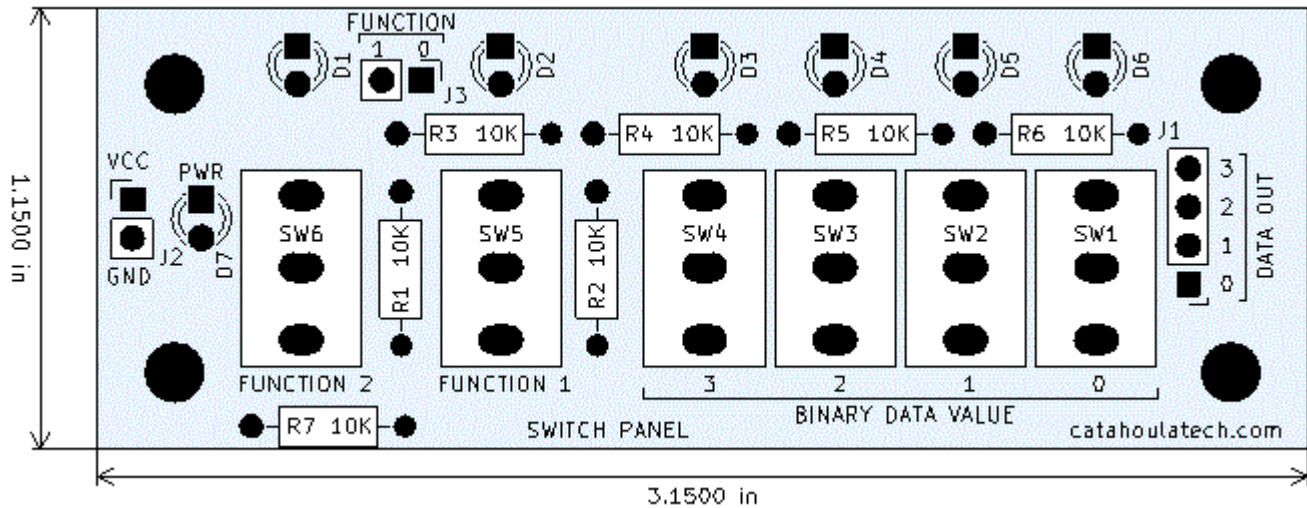 FUNCTION
1 0
D1
J3
D2
D3
D4
D5
D6
R3 10K
R4 10K
R5 10K
R6 10K
J1
VCC
PWR
J2
GND
D7
SW6
R1 10K
SW5
R2 10K
SW4
SW3
SW2
SW1
3
2
1
0
DATA OUT
FUNCTION 2
FUNCTION 1
3 2 1 0
BINARY DATA VALUE
R7 10K
SWITCH PANEL
catahoulatech.com
1.1500 in
3.1500 in